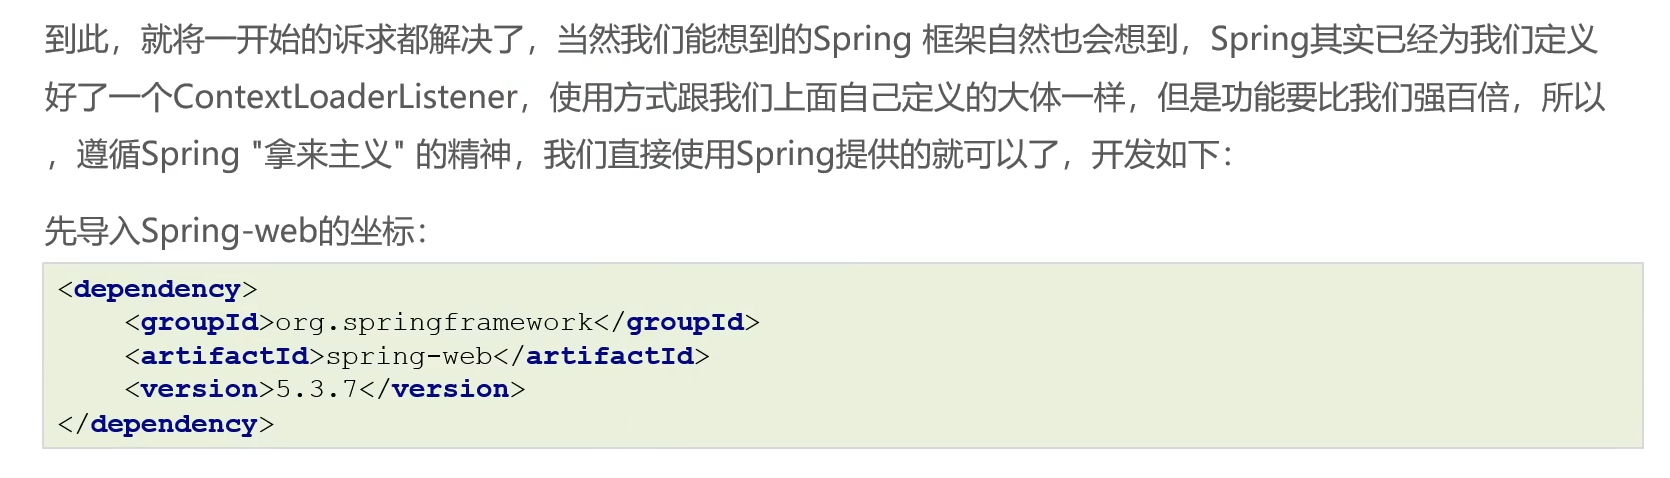 到此，就将一开始的诉求都解决了，当然我们能想到的Spring 框架自然也会想到，Spring其实已经为我们定义
好了一个ContextLoaderListener，使用方式跟我们上面自己定义的大体一样，但是功能要比我们强百倍，所以
，遵循Spring "拿来主义" 的精神，我们直接使用Spring提供的就可以了，开发如下：
先导入Spring-web的坐标：
<dependency>
    <groupId>org.springframework</groupId>
    <artifactId>spring-web</artifactId>
    <version>5.3.7</version>
</dependency>